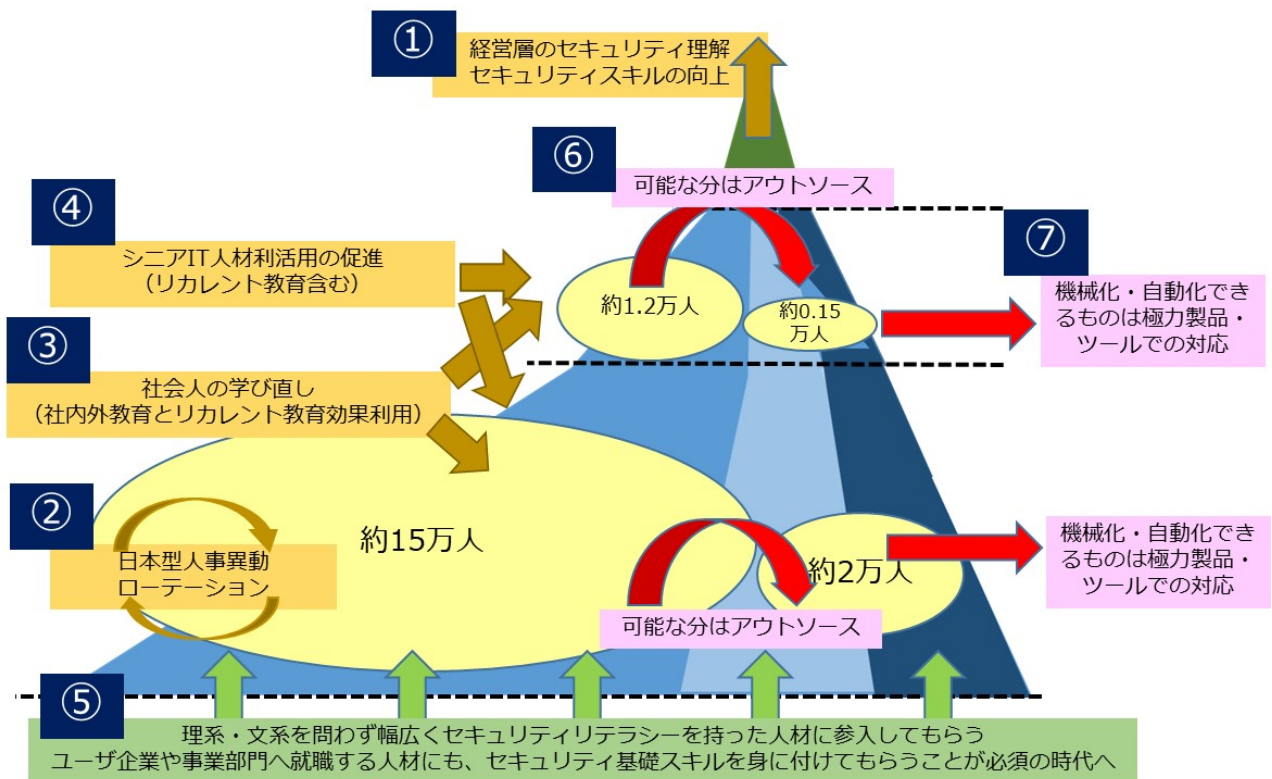 ①
経営層のセキュリティ理解
セキュリティスキルの向上
⑥
可能な分はアウトソース
④
シニアIT人材利活用の促進
（リカレント教育含む）
⑦
機械化・自動化でき
るものは極力製品・
ツールでの対応
約1.2万人
約0.15
万人
③
社会人の学び直し
（社内外教育とリカレント教育効果利用）
②
日本型人事異動
ローテーション
約15万人
約2万人
機械化・自動化でき
るものは極力製品・
ツールでの対応
可能な分はアウトソース
⑤
理系・文系を問わず幅広くセキュリティリテラシーを持った人材に参入してもらう
ユーザ企業や事業部門へ就職する人材にも、セキュリティ基礎スキルを身に付けてもらうことが必須の時代へ